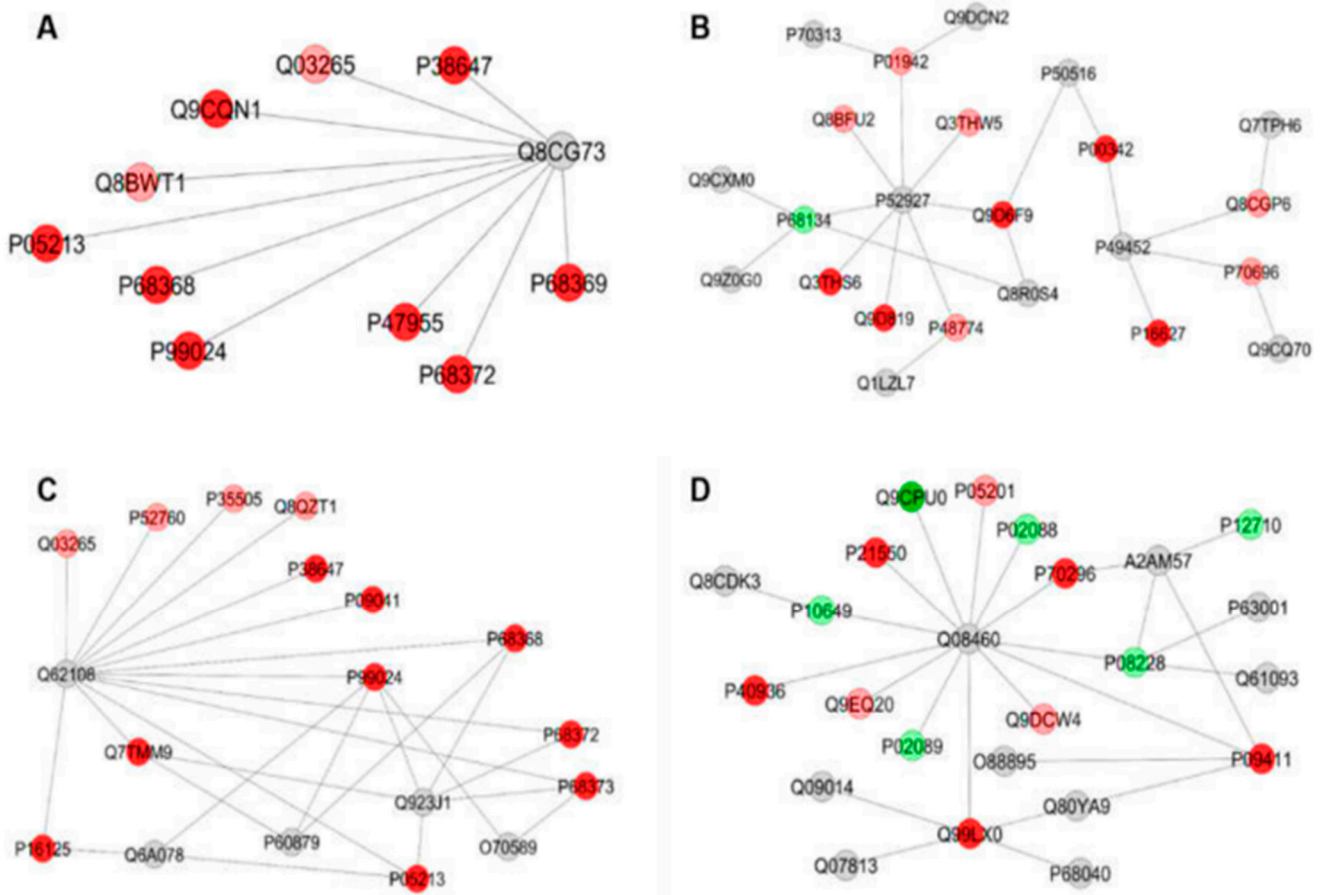 A
Q03265
P38647
Q9CQN1
Q8CG73
Q8BWT1
P05213
P68368
P68369
P47955
P99024
P68372
B
Q9DCN2
P70313
P01942
P50516
Q8BFU2
Q3THW5
Q7TPH6
P00342
Q9CXM0
P52927
Q8CGP6
P68134
Q9D6F9
P49452
Q9Z0G0
Q3THS6
Q8R0S4
P70696
Q9D819
P48774
P16627
Q9CQ70
Q1LZL7
C
P35505
Q8QZT1
P52760
Q03265
P38647
P09041
P68368
Q62108
P99024
P68372
Q7TMM9
P68373
Q923J1
P16125
Q6A078
P60879
O70589
P05213
D
Q9CPU0
P05201
P02088
P12710
P21550
P70296
A2AM57
Q8CDK3
P10649
P63001
Q08460
P08228
Q61093
P40936
Q9EQ20
Q9DCW4
P02089
O88895
P09411
Q09014
Q80YA9
Q99LX0
Q07813
P68040